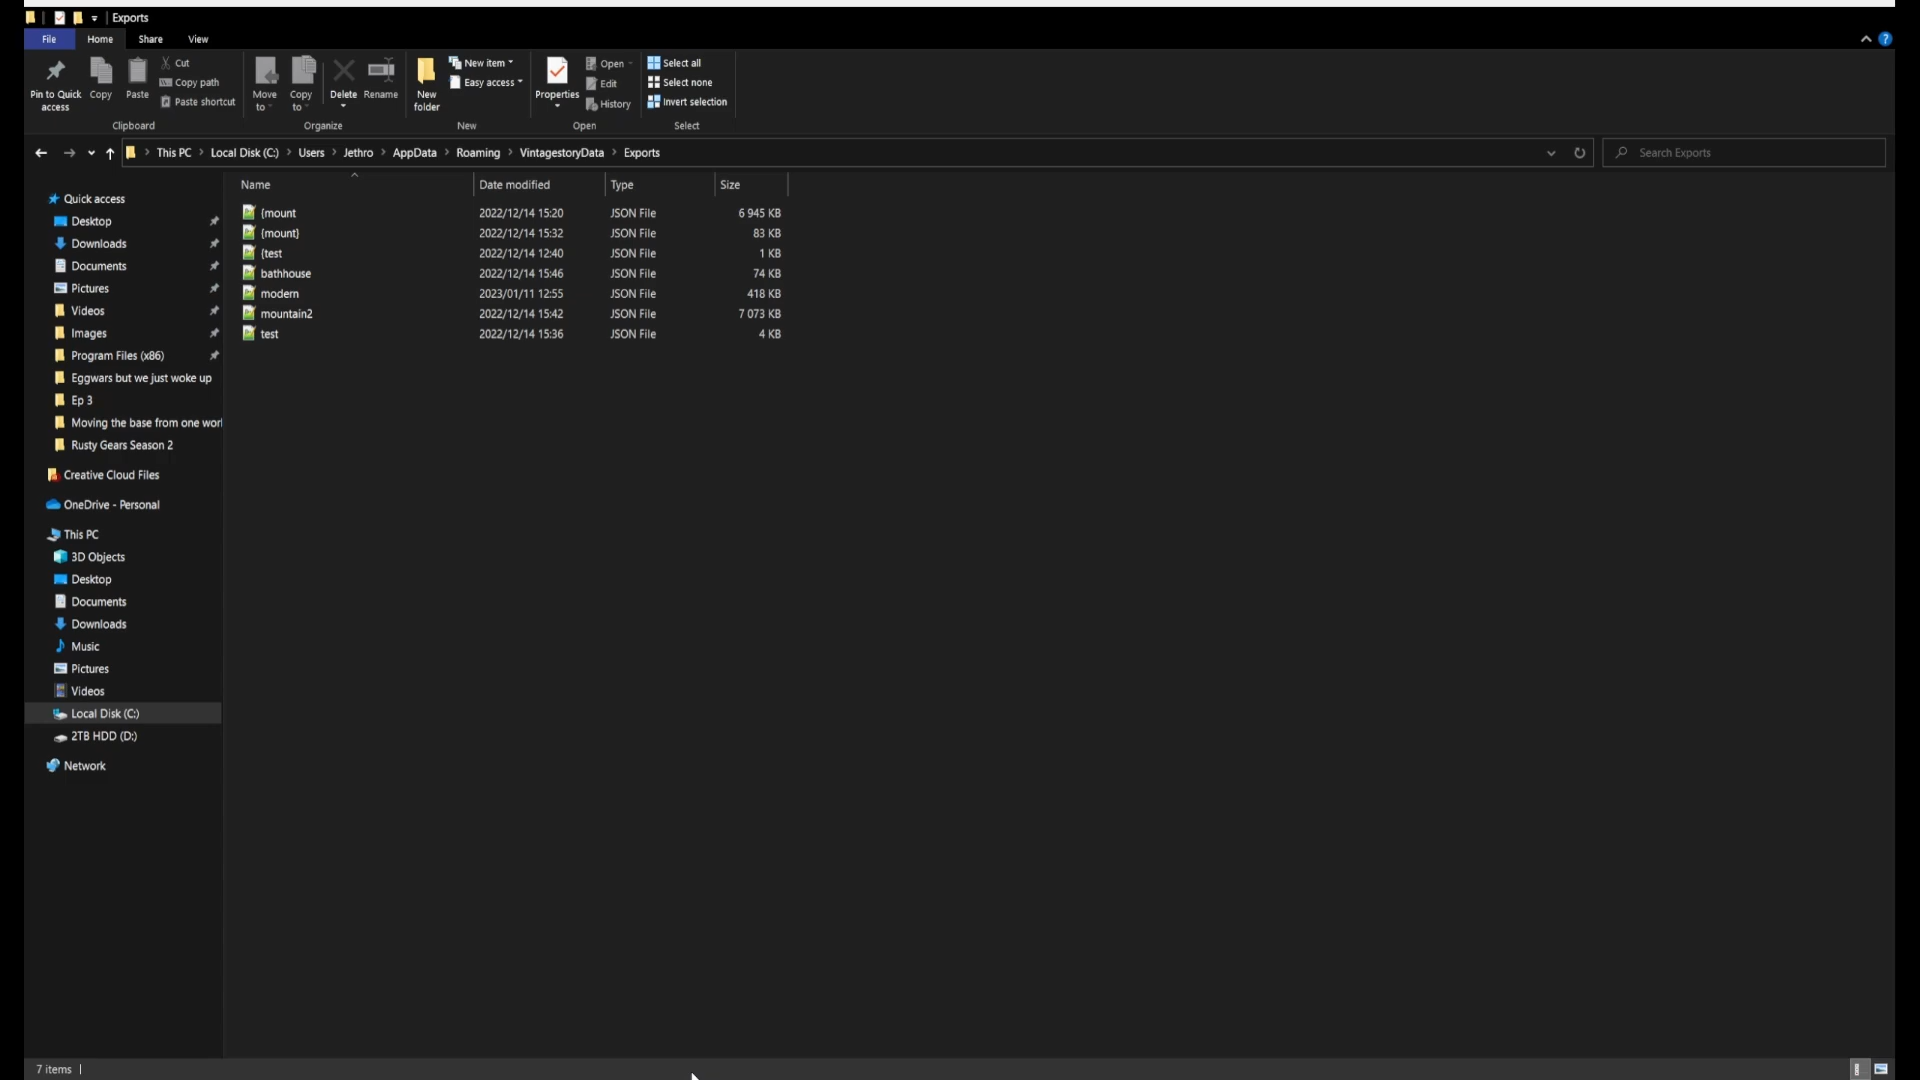 Exports
File Home Share View
Pin to Quick access
Copy
Paste
Cut
Copy path
Paste shortcut
Clipboard
Move to
Copy to
Delete
Rename
Organize
New folder
New item
Easy access
New
Properties
Open
Edit
History
Open
Select all
Select none
Invert selection
Select
This PC > Local Disk (C:) > Users > Jethro > AppData > Roaming > VintagestoryData > Exports
Search Exports
Quick access
Desktop
Downloads
Documents
Pictures
Videos
Images
Program Files (x86)
Eggwars but we just woke up
Ep 3
Moving the base from one worl
Rusty Gears Season 2
Creative Cloud Files
OneDrive - Personal
This PC
3D Objects
Desktop
Documents
Downloads
Music
Pictures
Videos
Local Disk (C:)
2TB HDD (D:)
Network
Name Date modified Type Size
{mount 2022/12/14 15:20 JSON File 6 945 KB
{mount} 2022/12/14 15:32 JSON File 83 KB
{test 2022/12/14 12:40 JSON File 1 KB
bathhouse 2022/12/14 15:46 JSON File 74 KB
modern 2023/01/11 12:55 JSON File 418 KB
mountain2 2022/12/14 15:42 JSON File 7 073 KB
test 2022/12/14 15:36 JSON File 4 KB
7 items